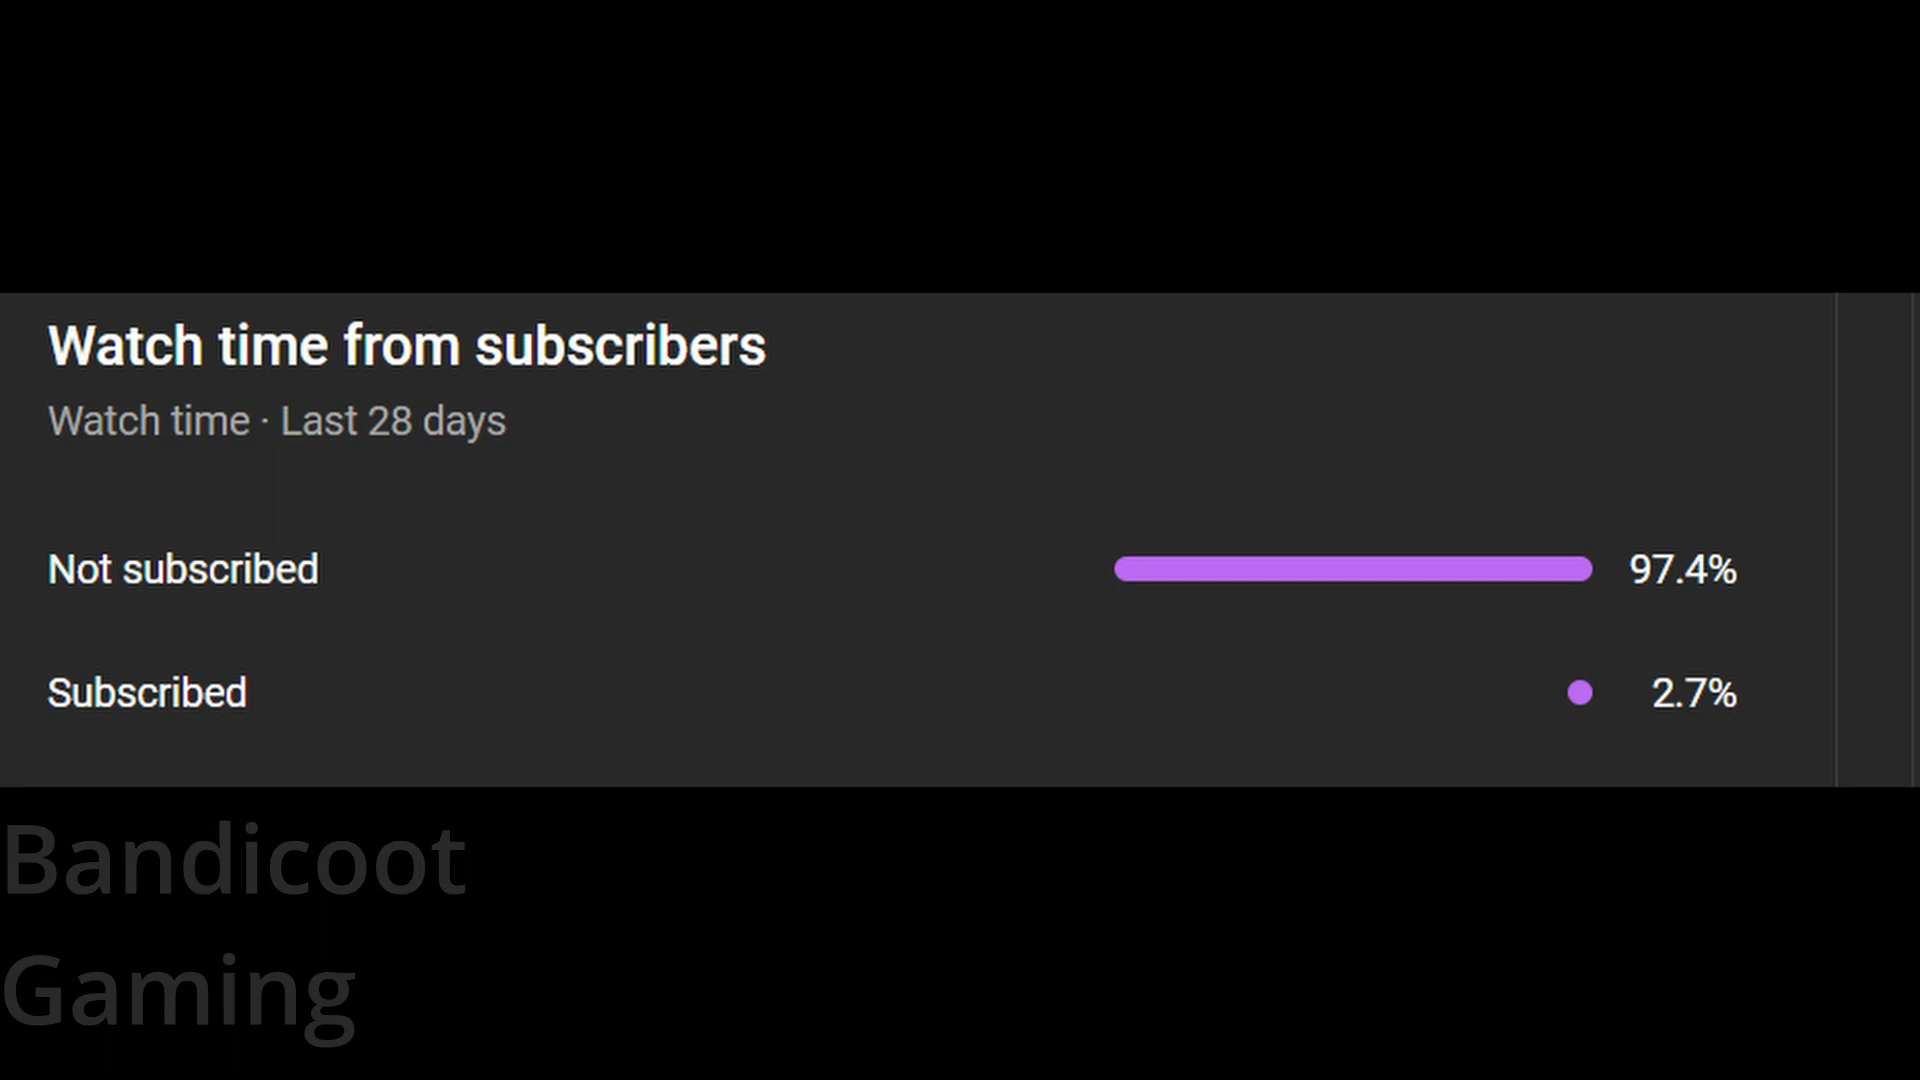 Watch time from subscribers
Watch time · Last 28 days
Not subscribed 97.4%
Subscribed 2.7%
Bandicoot
Gaming